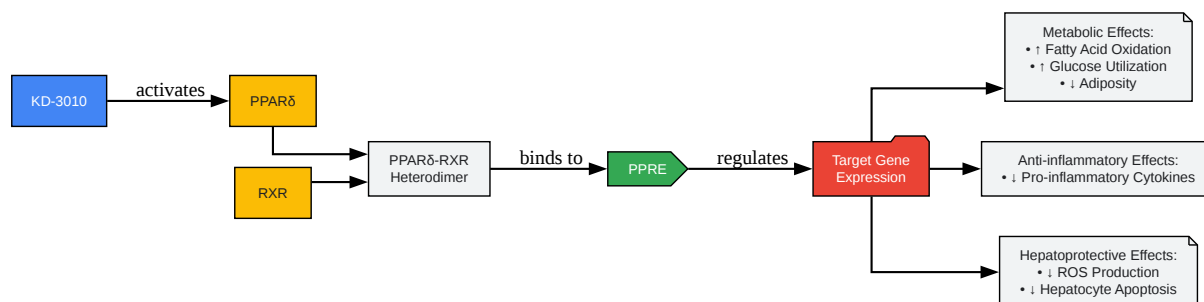 KD-3010
activates
PPARδ
RXR
PPARδ-RXR
Heterodimer
binds to
PPRE
regulates
Target Gene
Expression
Metabolic Effects:
• ↑ Fatty Acid Oxidation
• ↑ Glucose Utilization
• ↓ Adiposity
Anti-inflammatory Effects:
• ↓ Pro-inflammatory Cytokines
Hepatoprotective Effects:
• ↓ ROS Production
• ↓ Hepatocyte Apoptosis